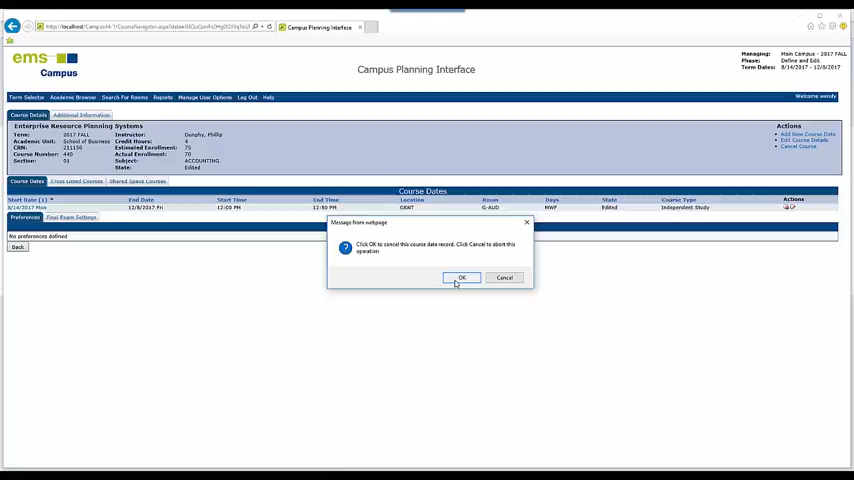 Campus Planning Interface
ems
Campus
Campus Planning Interface
Managing: Main Campus - 2017 FALL
Phase: Define and Edit
Term Dates: 8/14/2017 - 12/8/2017
Term Selector Academic Browser Search For Rooms Reports Manage User Options Log Out Help Welcome wendy
Course Details Additional Information
Enterprise Resource Planning Systems Actions
Term: 2017 FALL Instructor: Dunphy, Phillip Add New Course Date
Academic Unit: School of Business Credit Hours: 4 Edit Course Details
CRN: 211150 Estimated Enrollment: 75 Cancel Course
Course Number: 440 Actual Enrollment: 70
Section: 01 Subject: ACCOUNTING
State: Edited
Course Dates Cross Listed Courses Shared Space Courses
Course Dates
Start Date (1) End Date Start Time End Time Location Room Days State Course Type Actions
8/14/2017 Mon 12/8/2017 Fri 12:00 PM 12:50 PM GRNT G-AUD MWF Edited Independent Study
Preferences Final Exam Settings
No preferences defined
Back
Message from webpage
Click OK to cancel this course date record. Click Cancel to abort this
operation
OK Cancel